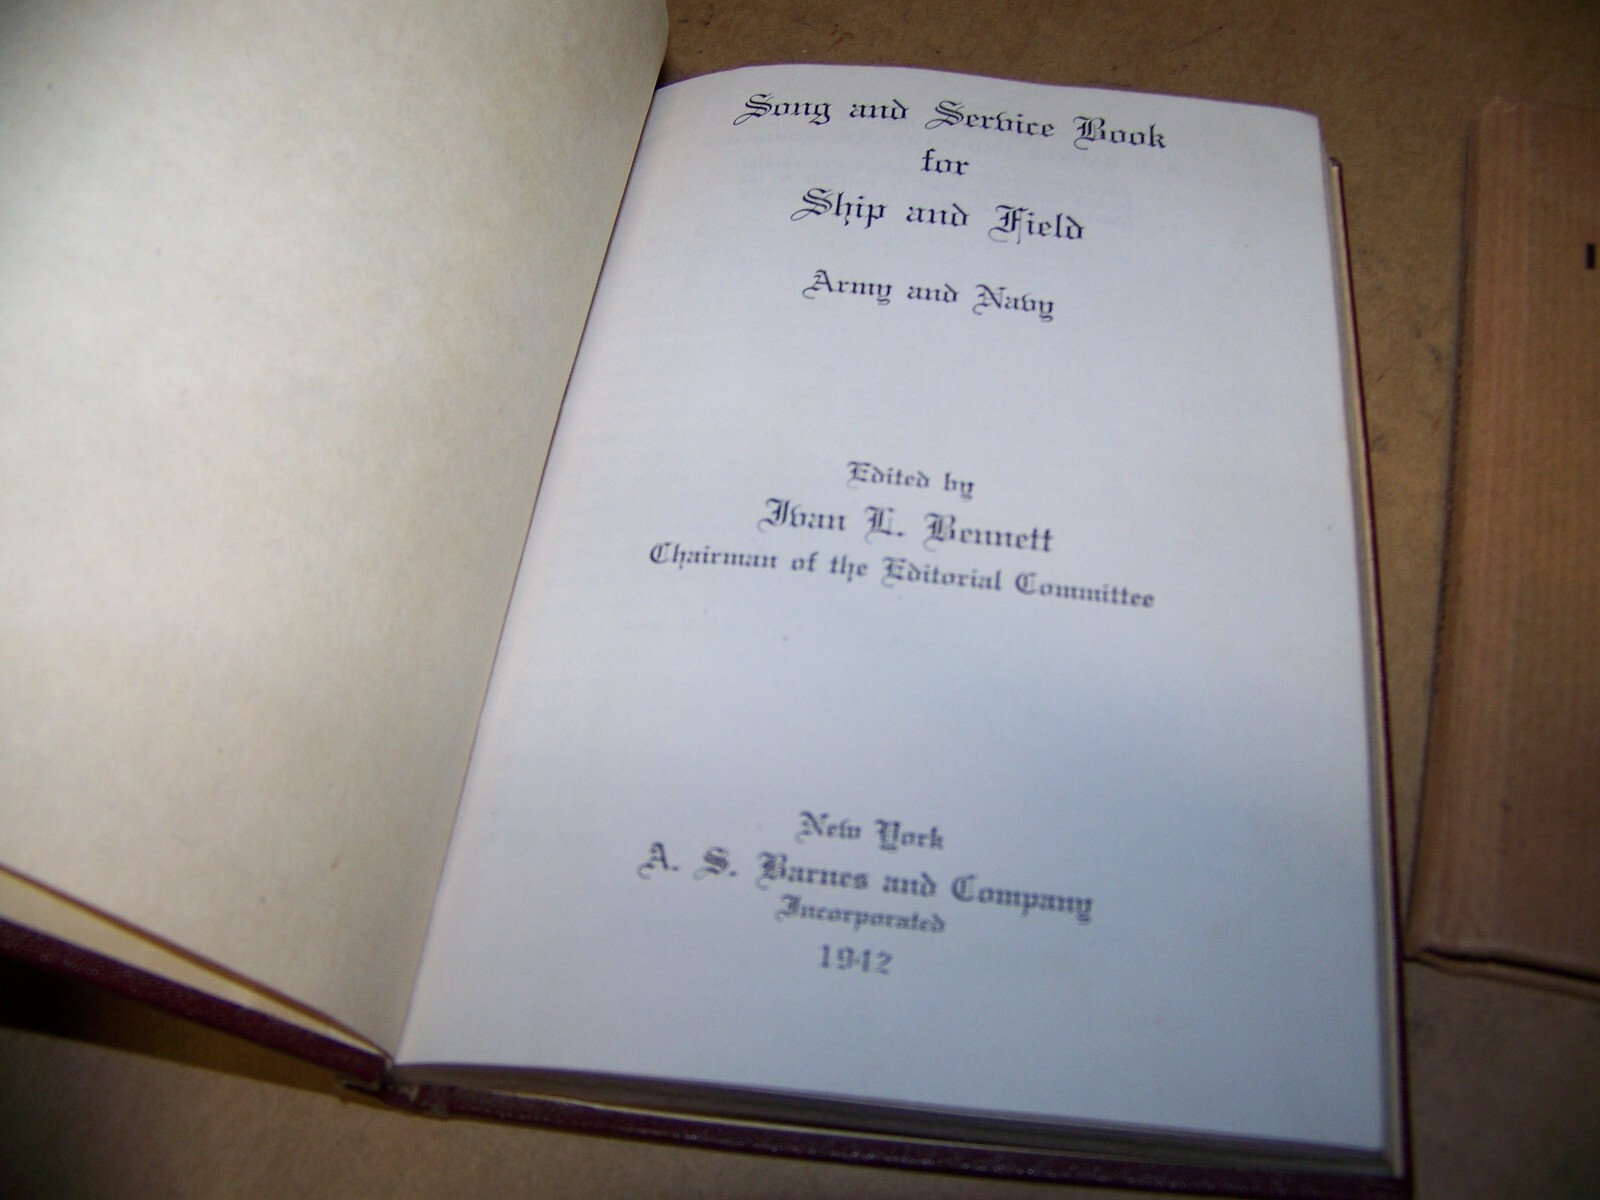 Song and Service Book
for
Ship and Field
Army and Navy
Edited by
Ivan L. Bennett
Chairman of the Editorial Committee
New York
A. S. Barnes and Company
Incorporated
1942